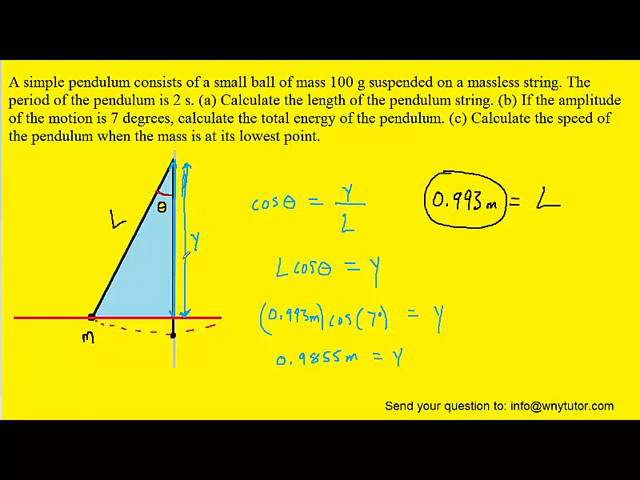 A simple pendulum consists of a small ball of mass 100 g suspended on a massless string. The
period of the pendulum is 2 s. (a) Calculate the length of the pendulum string. (b) If the amplitude
of the motion is 7 degrees, calculate the total energy of the pendulum. (c) Calculate the speed of
the pendulum when the mass is at its lowest point.
L
θ
Y
m
cosθ = Y/L
L cosθ = Y
(0.993m) cos(7°) = Y
0.9855m = Y
0.993m = L
Send your question to: info@wnytutor.com